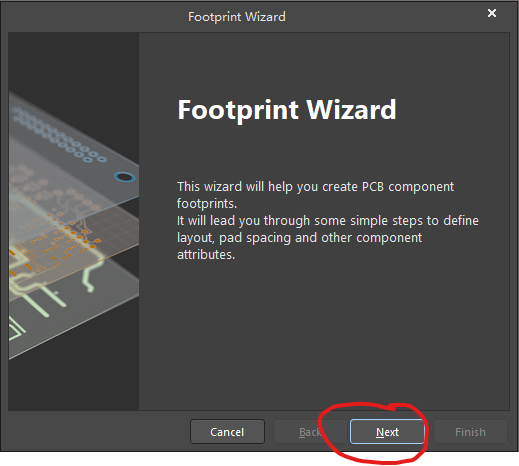 Footprint Wizard
Footprint Wizard
This wizard will help you create PCB component
footprints.
It will lead you through some simple steps to define
layout, pad spacing and other component
attributes.
Cancel
Back
Next
Finish